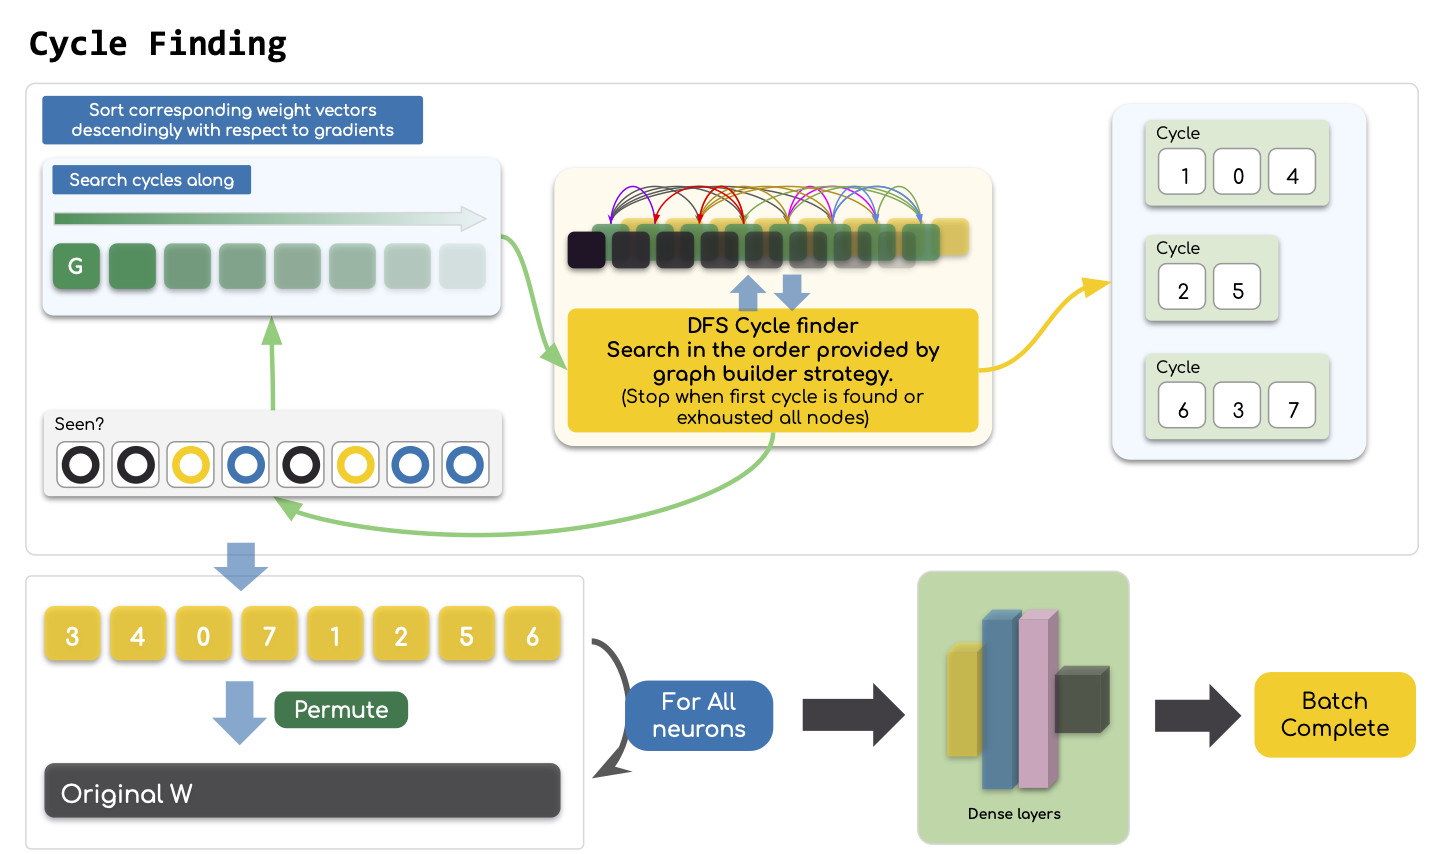 Cycle Finding
Sort corresponding weight vectors
descendingly with respect to gradients
Search cycles along
G
Seen?
DFS Cycle finder
Search in the order provided by
graph builder strategy.
(Stop when first cycle is found or
exhausted all nodes)
Cycle
1 0 4
Cycle
2 5
Cycle
6 3 7
3 4 0 7 1 2 5 6
Permute
Original W
For All
neurons
Dense layers
Batch
Complete